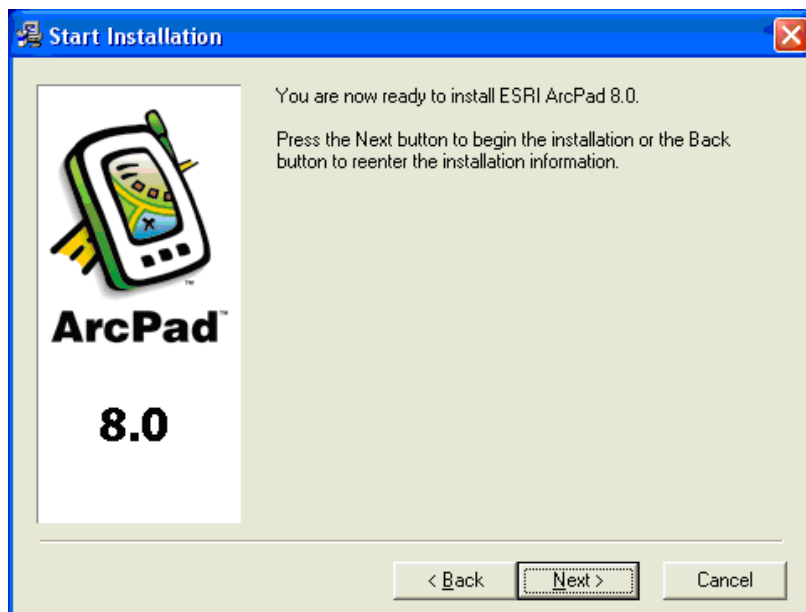 Start Installation
You are now ready to install ESRI ArcPad 8.0.
Press the Next button to begin the installation or the Back
button to reenter the installation information.
ArcPad™
8.0
< Back
Next >
Cancel